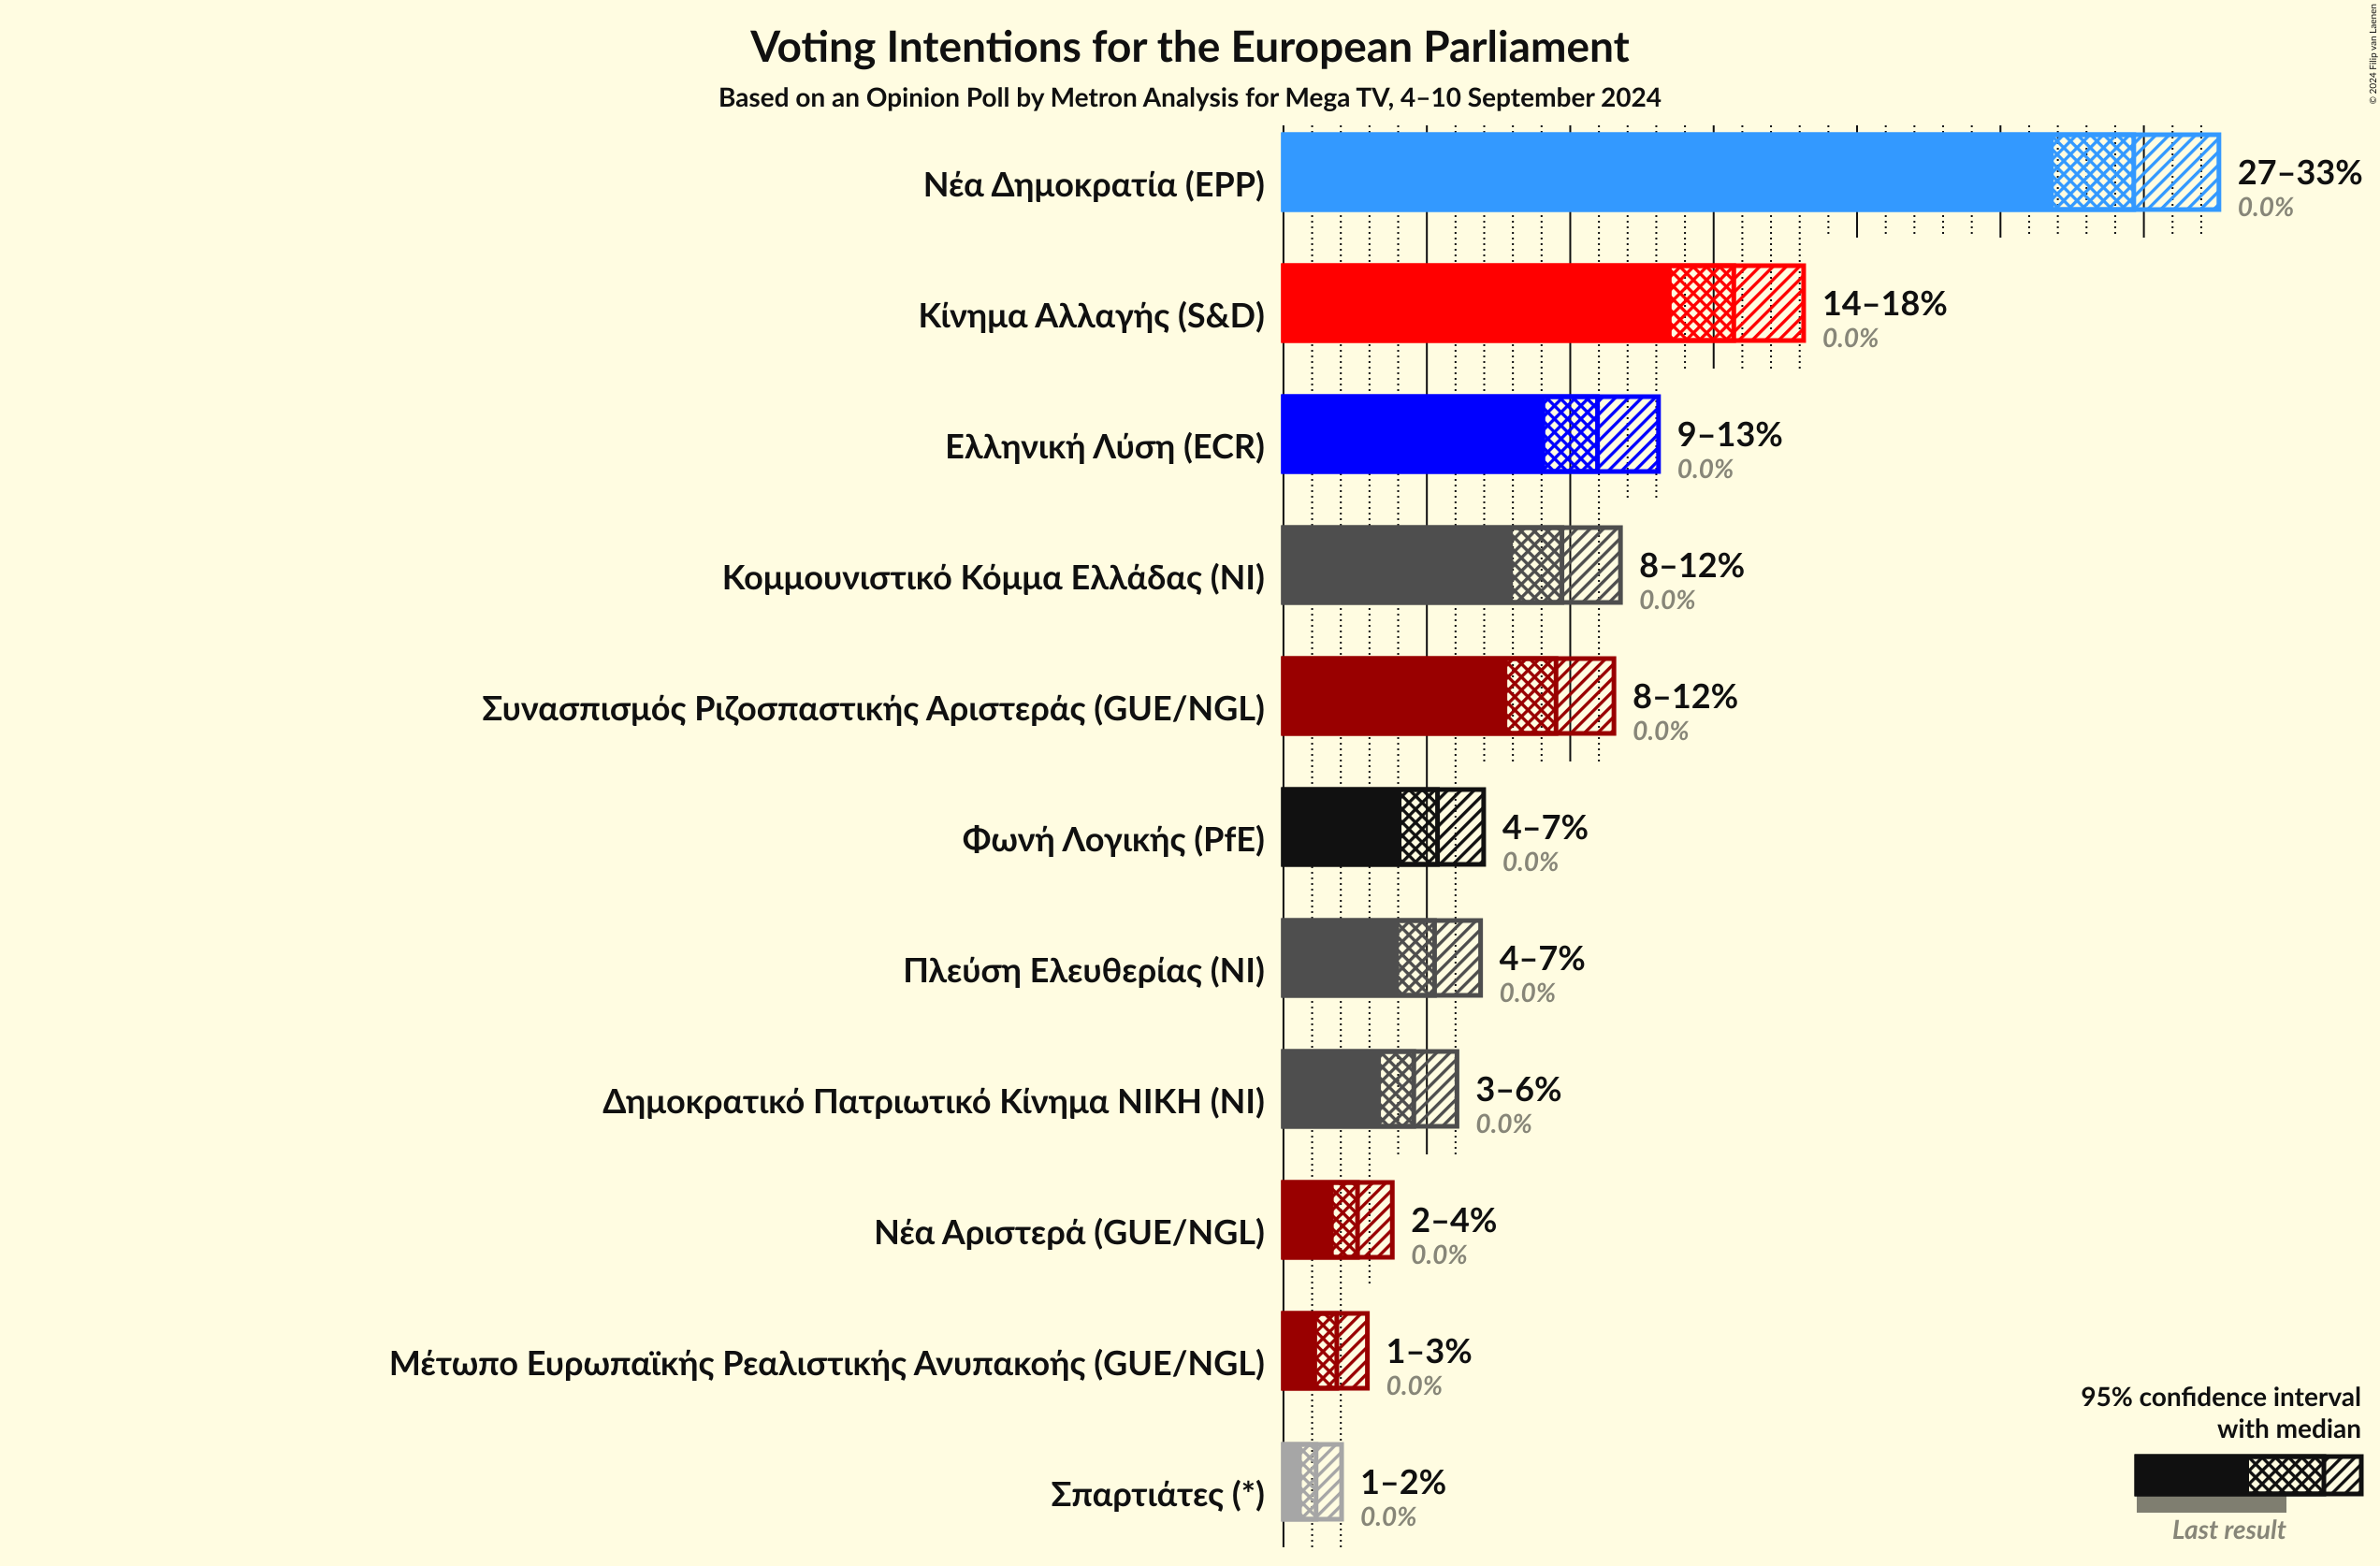 Voting Intentions for the European Parliament
Based on an Opinion Poll by Metron Analysis for Mega TV, 4–10 September 2024
© 2024 Filip van Laenen
Νέα Δημοκρατία (EPP)
27–33%
0.0%
Κίνημα Αλλαγής (S&D)
14–18%
0.0%
Ελληνική Λύση (ECR)
9–13%
0.0%
Κομμουνιστικό Κόμμα Ελλάδας (NI)
8–12%
0.0%
Συνασπισμός Ριζοσπαστικής Αριστεράς (GUE/NGL)
8–12%
0.0%
Φωνή Λογικής (PfE)
4–7%
0.0%
Πλεύση Ελευθερίας (NI)
4–7%
0.0%
Δημοκρατικό Πατριωτικό Κίνημα ΝΙΚΗ (NI)
3–6%
0.0%
Νέα Αριστερά (GUE/NGL)
2–4%
0.0%
Μέτωπο Ευρωπαϊκής Ρεαλιστικής Ανυπακοής (GUE/NGL)
1–3%
0.0%
Σπαρτιάτες (*)
1–2%
0.0%
95% confidence interval
with median
Last result